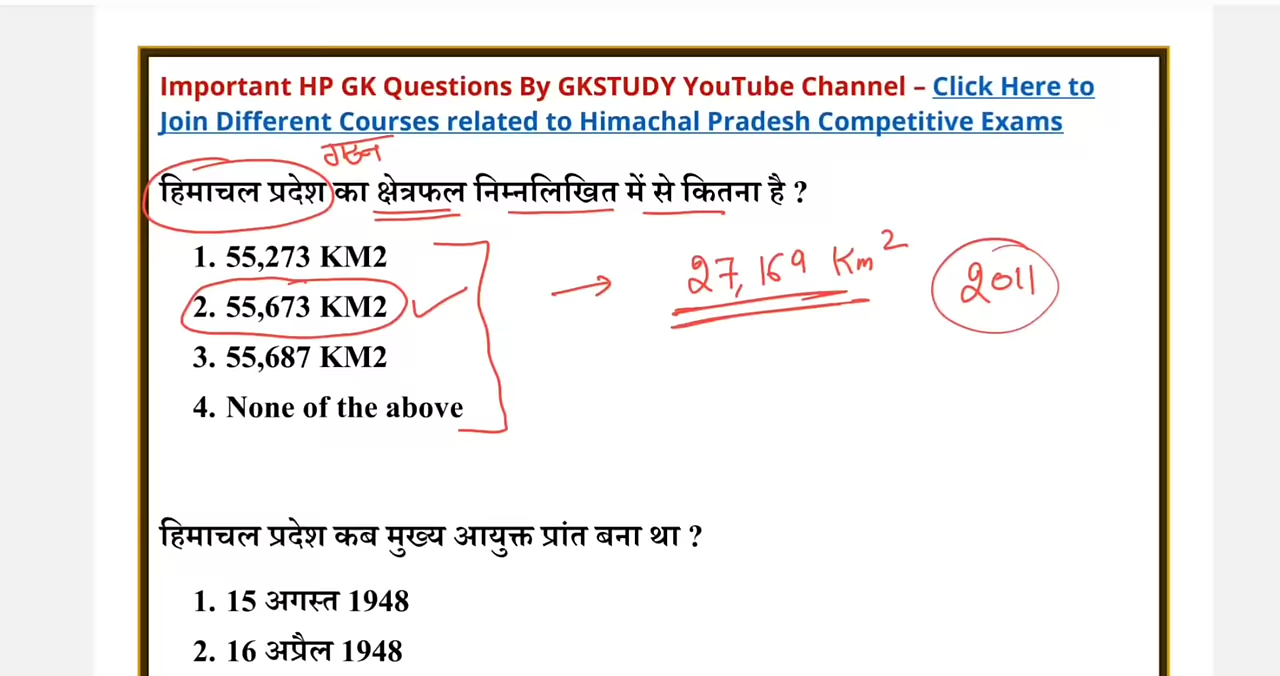 Important HP GK Questions By GKSTUDY YouTube Channel – Click Here to
Join Different Courses related to Himachal Pradesh Competitive Exams
हिमाचल प्रदेश का क्षेत्रफल निम्नलिखित में से कितना है ?
1. 55,273 KM2
27,169 Km²
2011
2. 55,673 KM2
3. 55,687 KM2
4. None of the above
हिमाचल प्रदेश कब मुख्य आयुक्त प्रांत बना था ?
1. 15 अगस्त 1948
2. 16 अप्रैल 1948